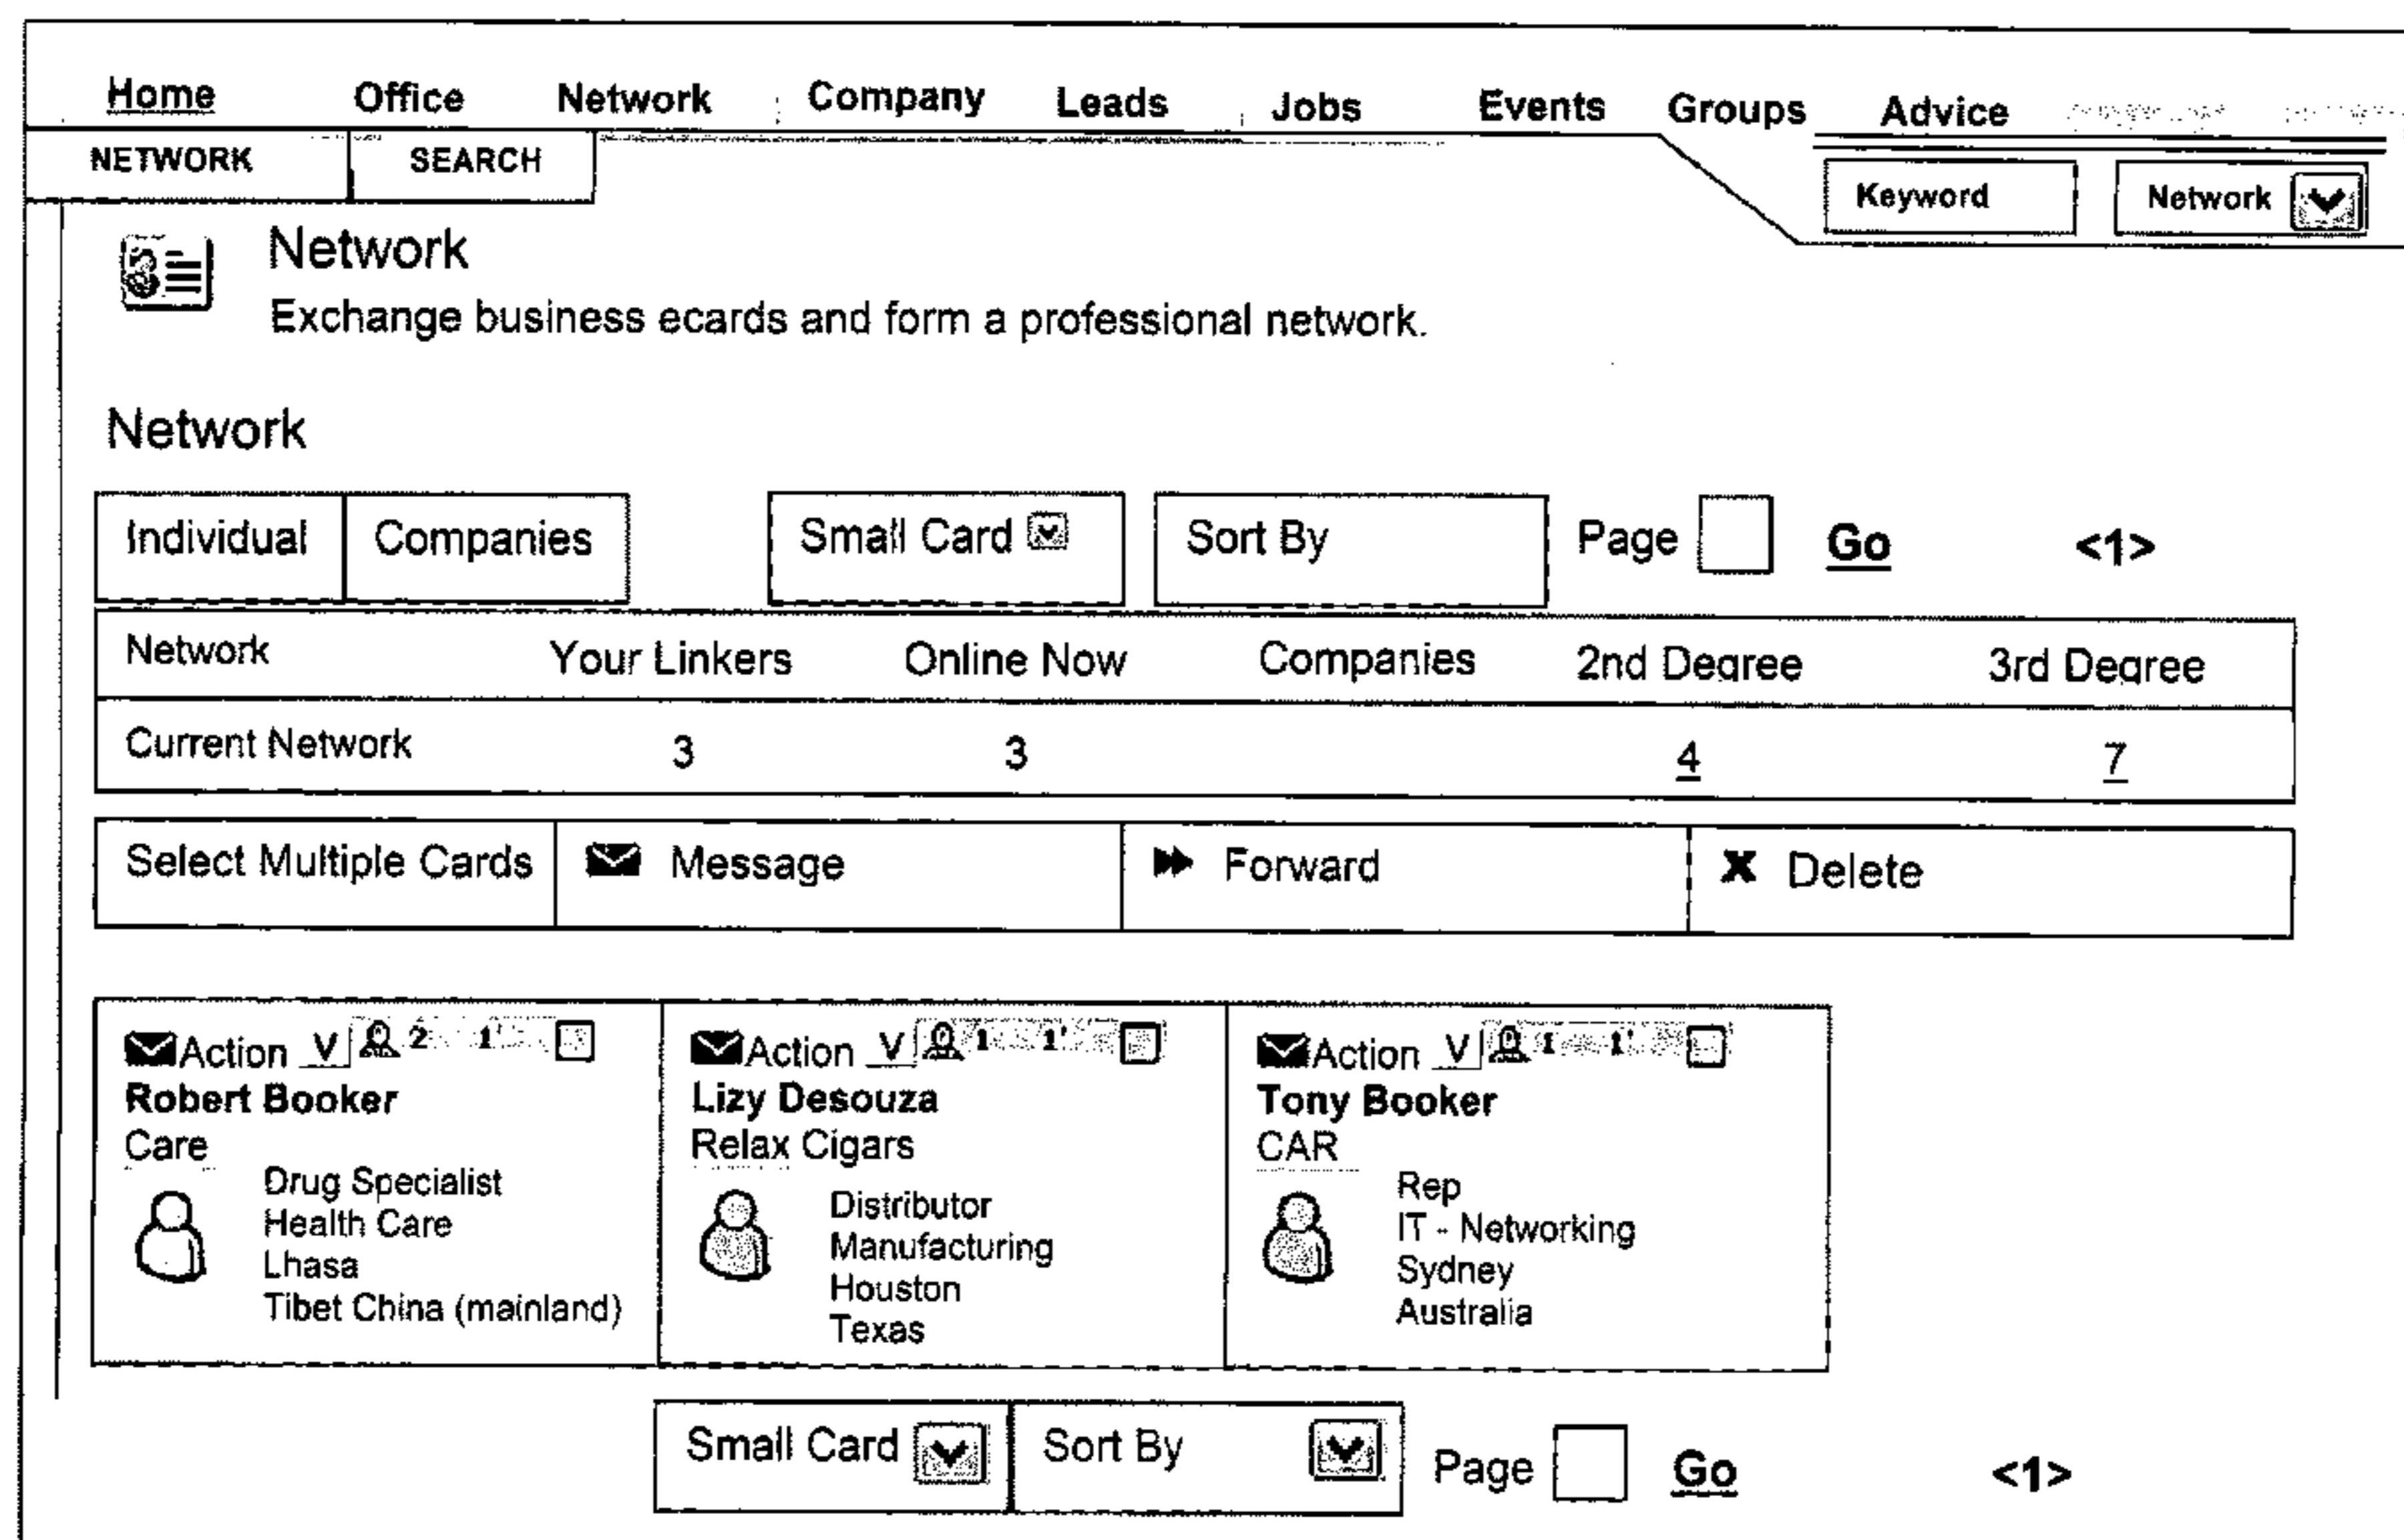 Home Office Network Company Leads Jobs Events Groups Advice
NETWORK SEARCH
Keyword Network
Network
Exchange business ecards and form a professional network.
Network
Individual Companies Small Card Sort By Page Go <1>
Network Your Linkers Online Now Companies 2nd Degree 3rd Degree
Current Network 3 3 4 7
Select Multiple Cards Message Forward Delete
Action V 2 1' Action V 1 1' Action V 1 1'
Robert Booker Lizy Desouza Tony Booker
Care Relax Cigars CAR
Drug Specialist Distributor Rep
Health Care Manufacturing IT - Networking
Lhasa Houston Sydney
Tibet China (mainland) Texas Australia
Small Card Sort By Page Go <1>